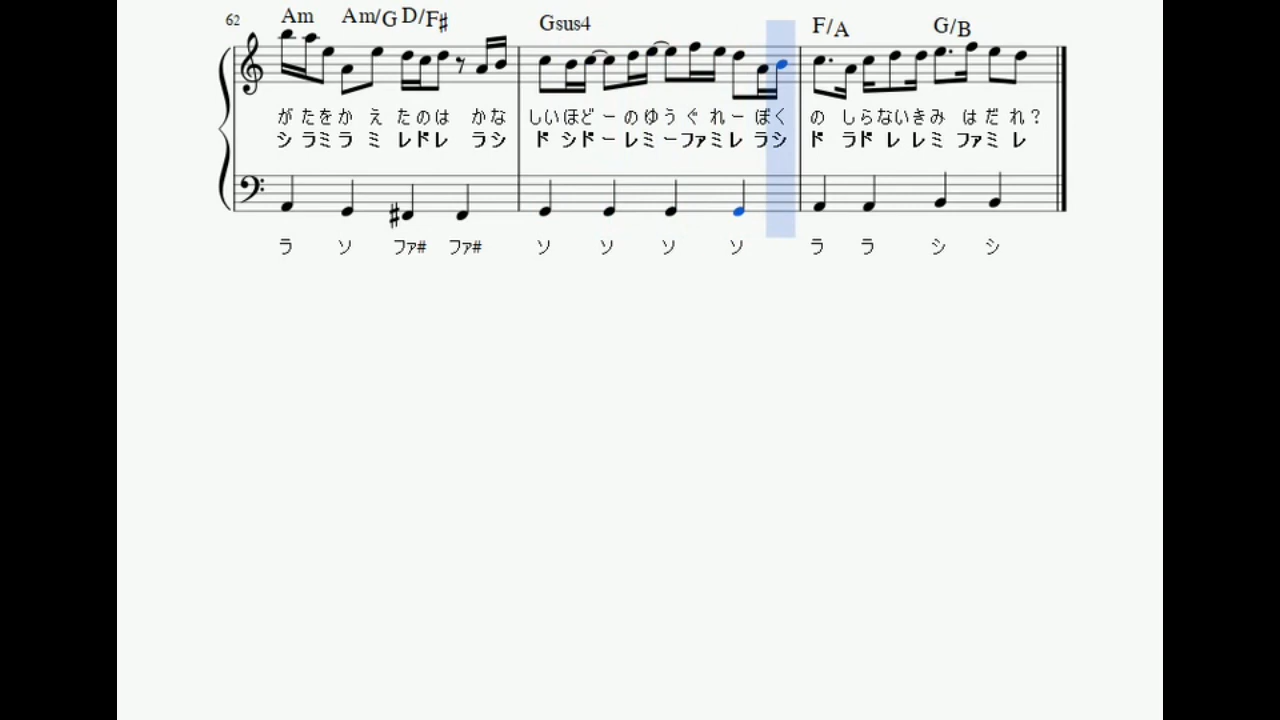 62 Am Am/G D/F♯ Gsus4 F/A G/B
が たを か え た の は か な しい ほど ー の ゆ う ぐ れ ー ぼ く の し ら ない き み は だ れ ?
シ ラ ミ ラ ミ レ ド レ ラ シ ド シ ド ー レ ミ ー ファ ミ レ ラ シ ド ラ ド レ レ ミ ファ ミ レ
ラ ソ ファ# ファ# ソ ソ ソ ソ ラ ラ シ シ